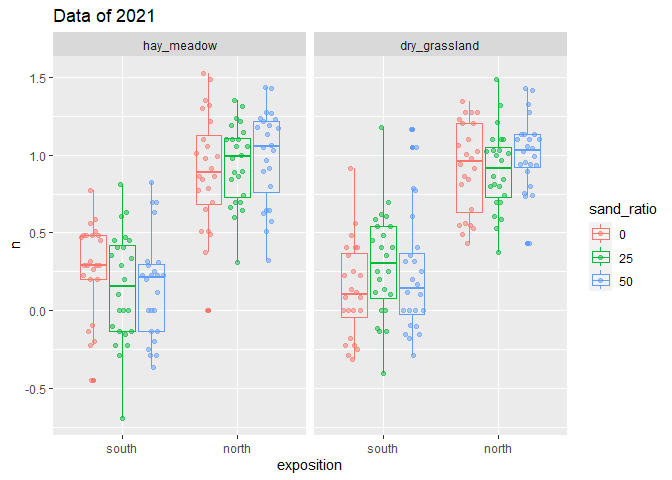 Data of 2021
hay_meadow
dry_grassland
1.5
1.0
0.5
0.0
-0.5
n
south
north
south
north
exposition
sand_ratio
0
25
50